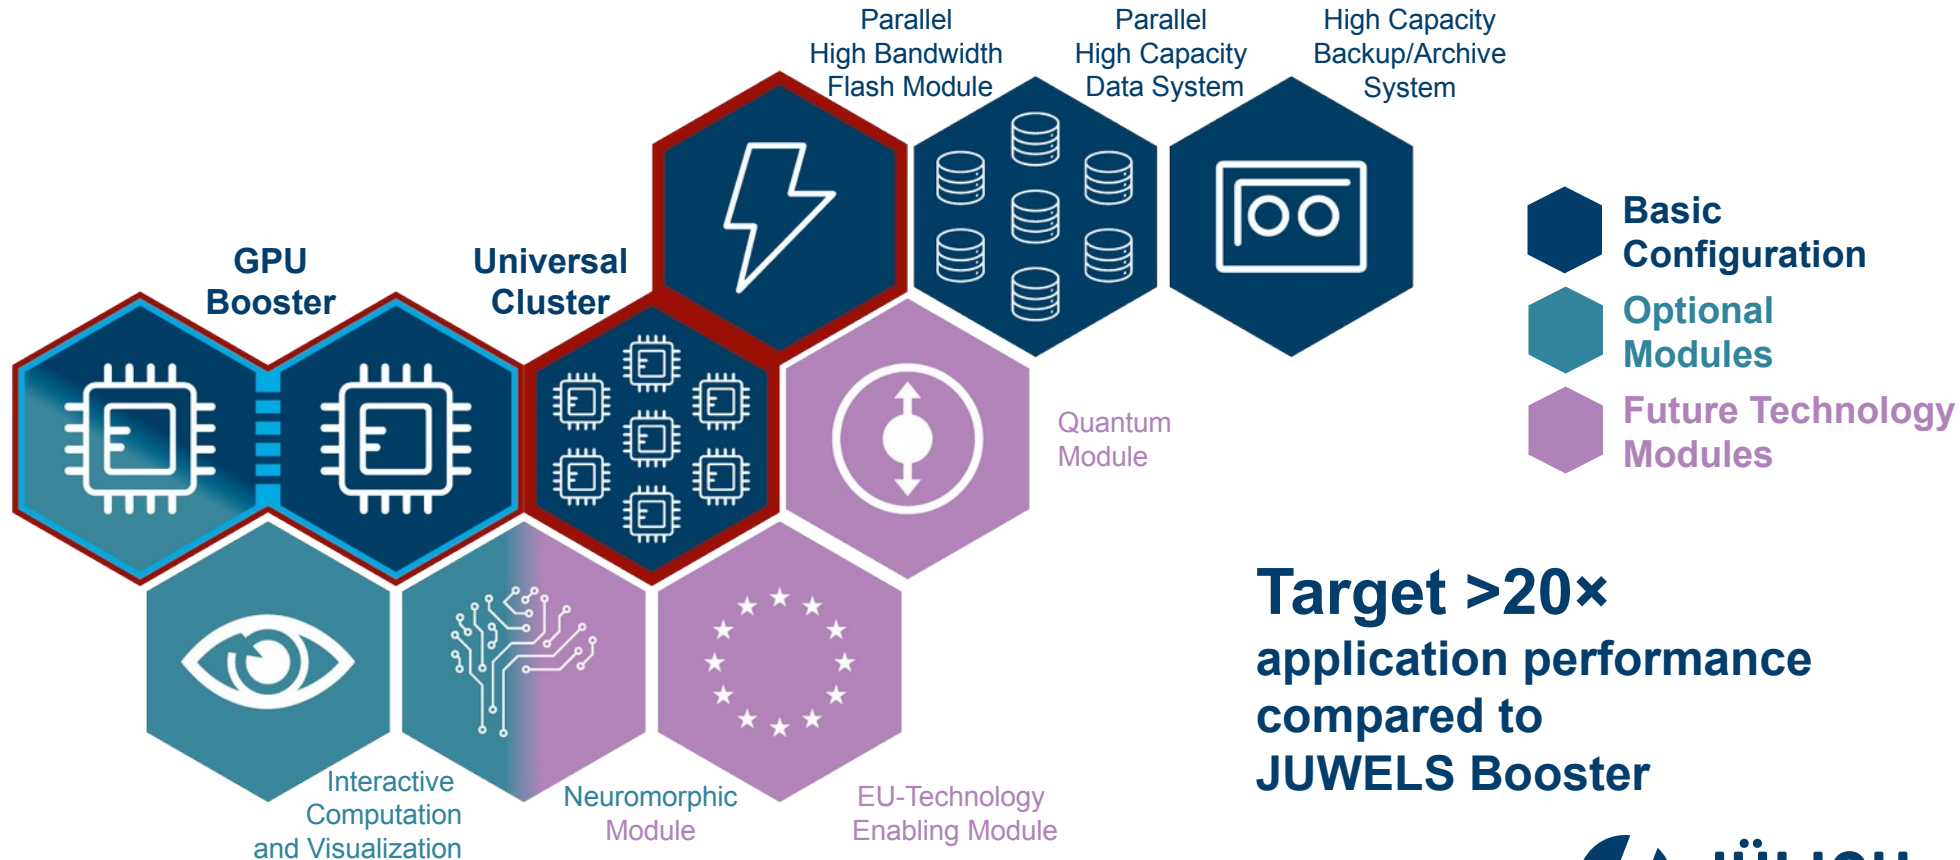 Parallel
High Bandwidth
Flash Module
Parallel
High Capacity
Data System
High Capacity
Backup/Archive
System
GPU
Booster
Universal
Cluster
Basic
Configuration
Optional
Modules
Future Technology
Modules
Quantum
Module
Target >20×
application performance
compared to
JUWELS Booster
Interactive
Computation
and Visualization
Neuromorphic
Module
EU-Technology
Enabling Module
JÜLICH